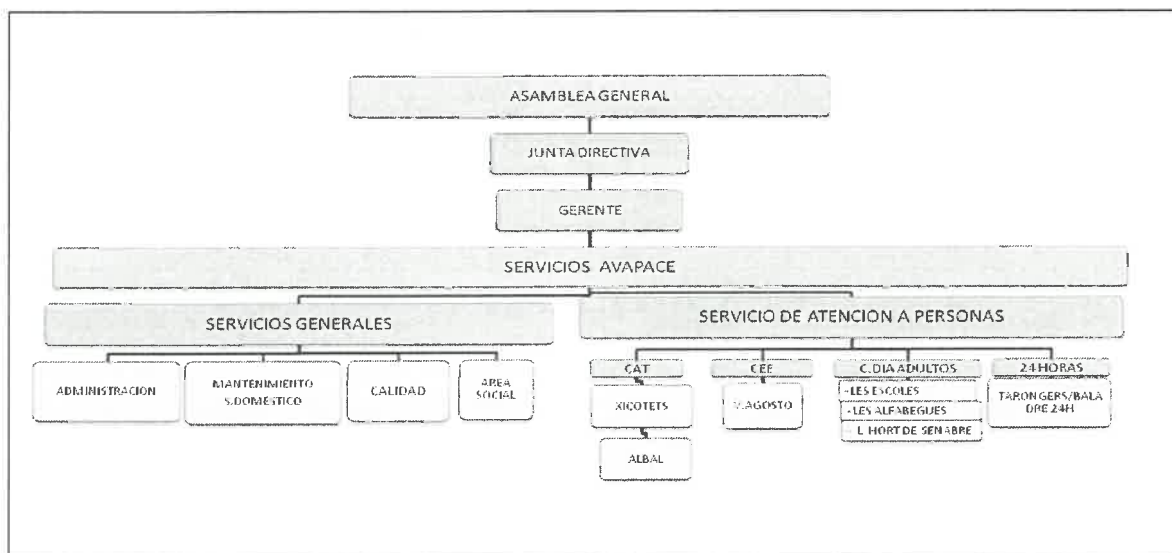 ASAMBLEA GENERAL
JUNTA DIRECTIVA
GERENTE
SERVICIOS AVAPACE
SERVICIOS GENERALES
SERVICIO DE ATENCION A PERSONAS
ADMINISTRACION
MANTENIMIENTO
S.DOMESTICO
CALIDAD
AREA
SOCIAL
CAT
XICOTETS
ALBAL
CEE
V.AGOSTO
C.DIA ADULTOS
-LES ESCOLES
-LES ALFABEGUES
- L HORT DE SENABRE
24 HORAS
TARONGERS/BALA
DRE 24H